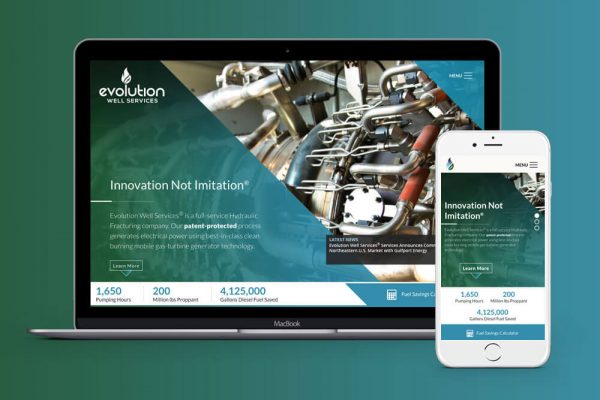 evolution
WELL SERVICES
MENU
Innovation Not Imitation®
Evolution Well Services® is a full-service Hydraulic
Fracturing company. Our patent-protected process
generates electrical power using best-in-class clean
burning mobile gas-turbine generator technology.
Learn More
LATEST NEWS
Evolution Well Services® Services Announces Comm
Northeastern U.S. Market with Gulfport Energy
1,650
Pumping Hours
200
Million lbs Proppant
4,125,000
Gallons Diesel Fuel Saved
Fuel Savings Ca
MacBook
MENU
Innovation Not
Imitation®
Evolution Well Services® is a full-service Hydraulic
Fracturing company. Our patent-protected process
generates electrical power using best-in-class clean
burning mobile gas-turbine generator
technology.
Learn More
1,650
Pumping Hours
200
Million lbs Proppant
4,125,000
Gallons Diesel Fuel Saved
Fuel Savings Calculator